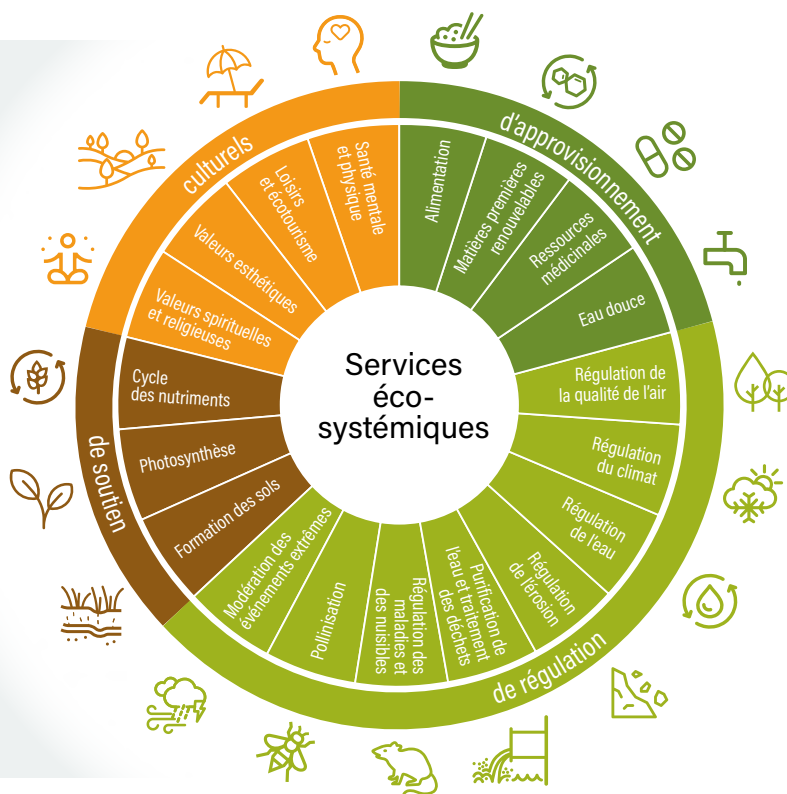 Services
éco-
systémiques
d'approvisionnement
Alimentation
Matières premières
renouvelables
Ressources
médicinales
Eau douce
de régulation
Régulation de
la qualité de l'air
Régulation
du climat
Régulation
de l'eau
Régulation
de l'érosion
Purification de
l'eau et traitement
des déchets
Régulation des
maladies et
des nuisibles
Pollinisation
Modération des
événements extrêmes
de soutien
Formation des sols
Photosynthèse
Cycle
des nutriments
culturels
Valeurs spirituelles
et religieuses
Valeurs esthétiques
Loisirs
et écotourisme
Santé mentale
et physique